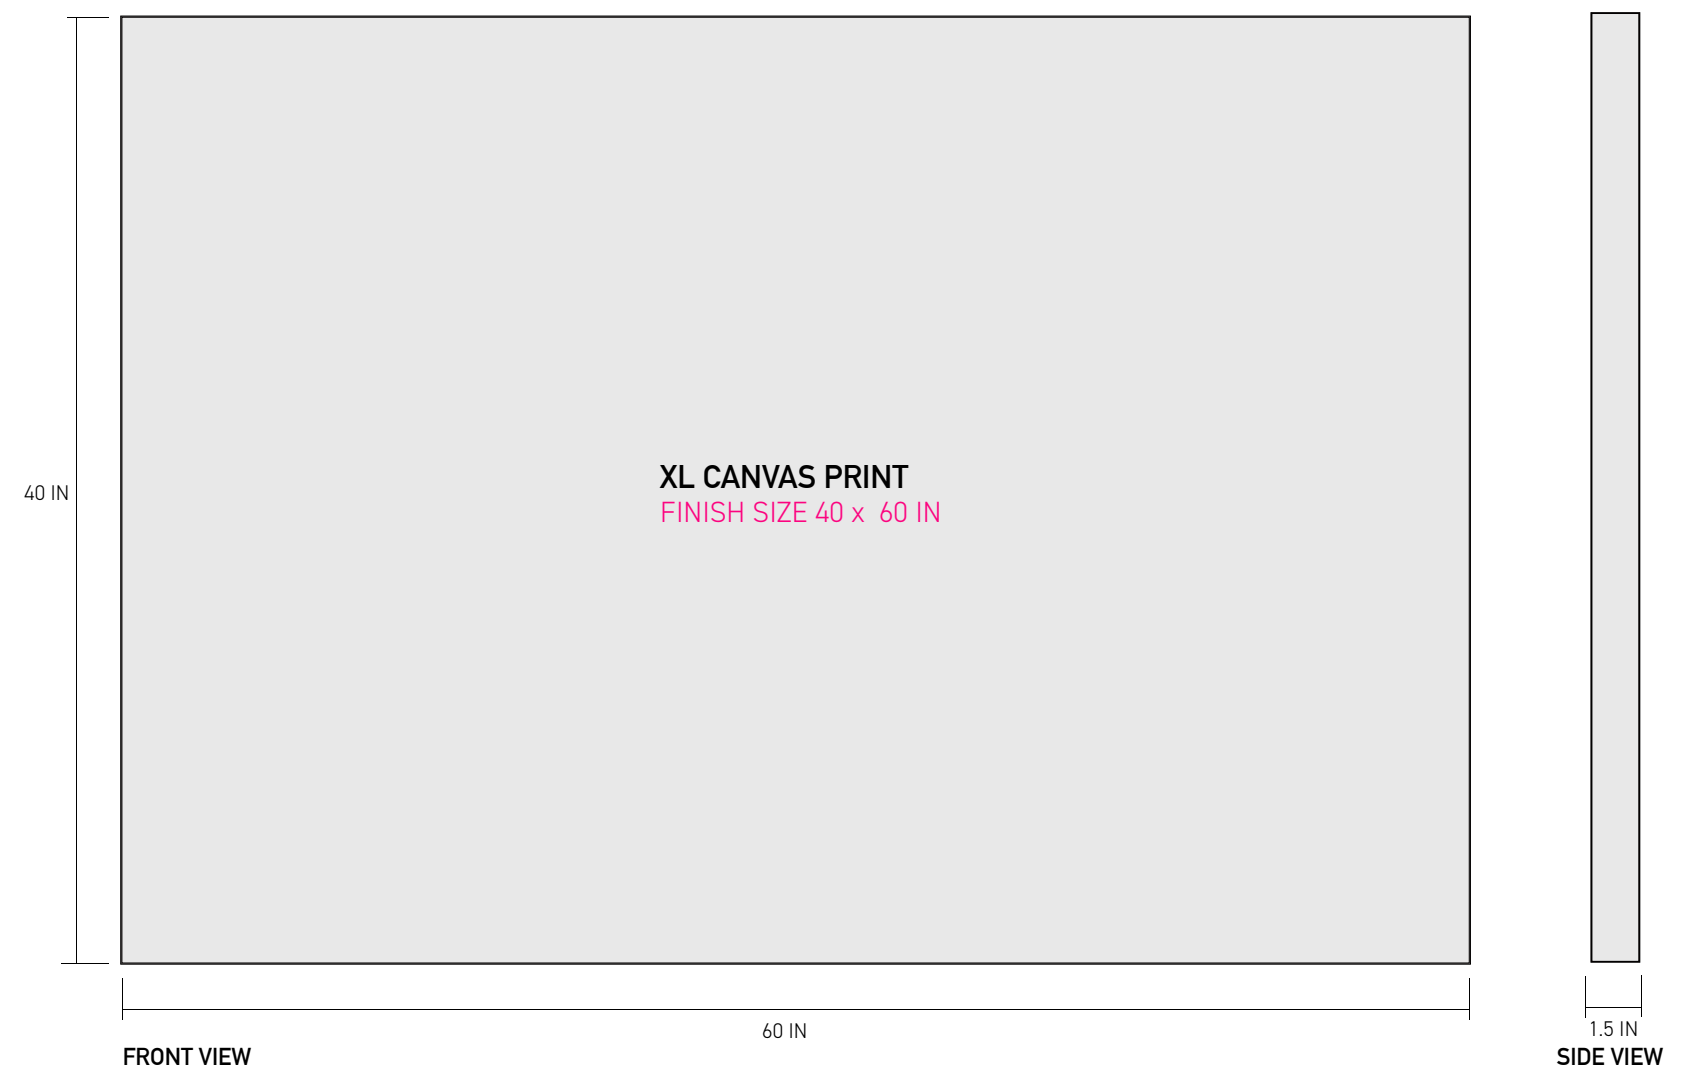 40 IN
XL CANVAS PRINT
FINISH SIZE 40 x  60 IN
60 IN
FRONT VIEW
1.5 IN
SIDE VIEW